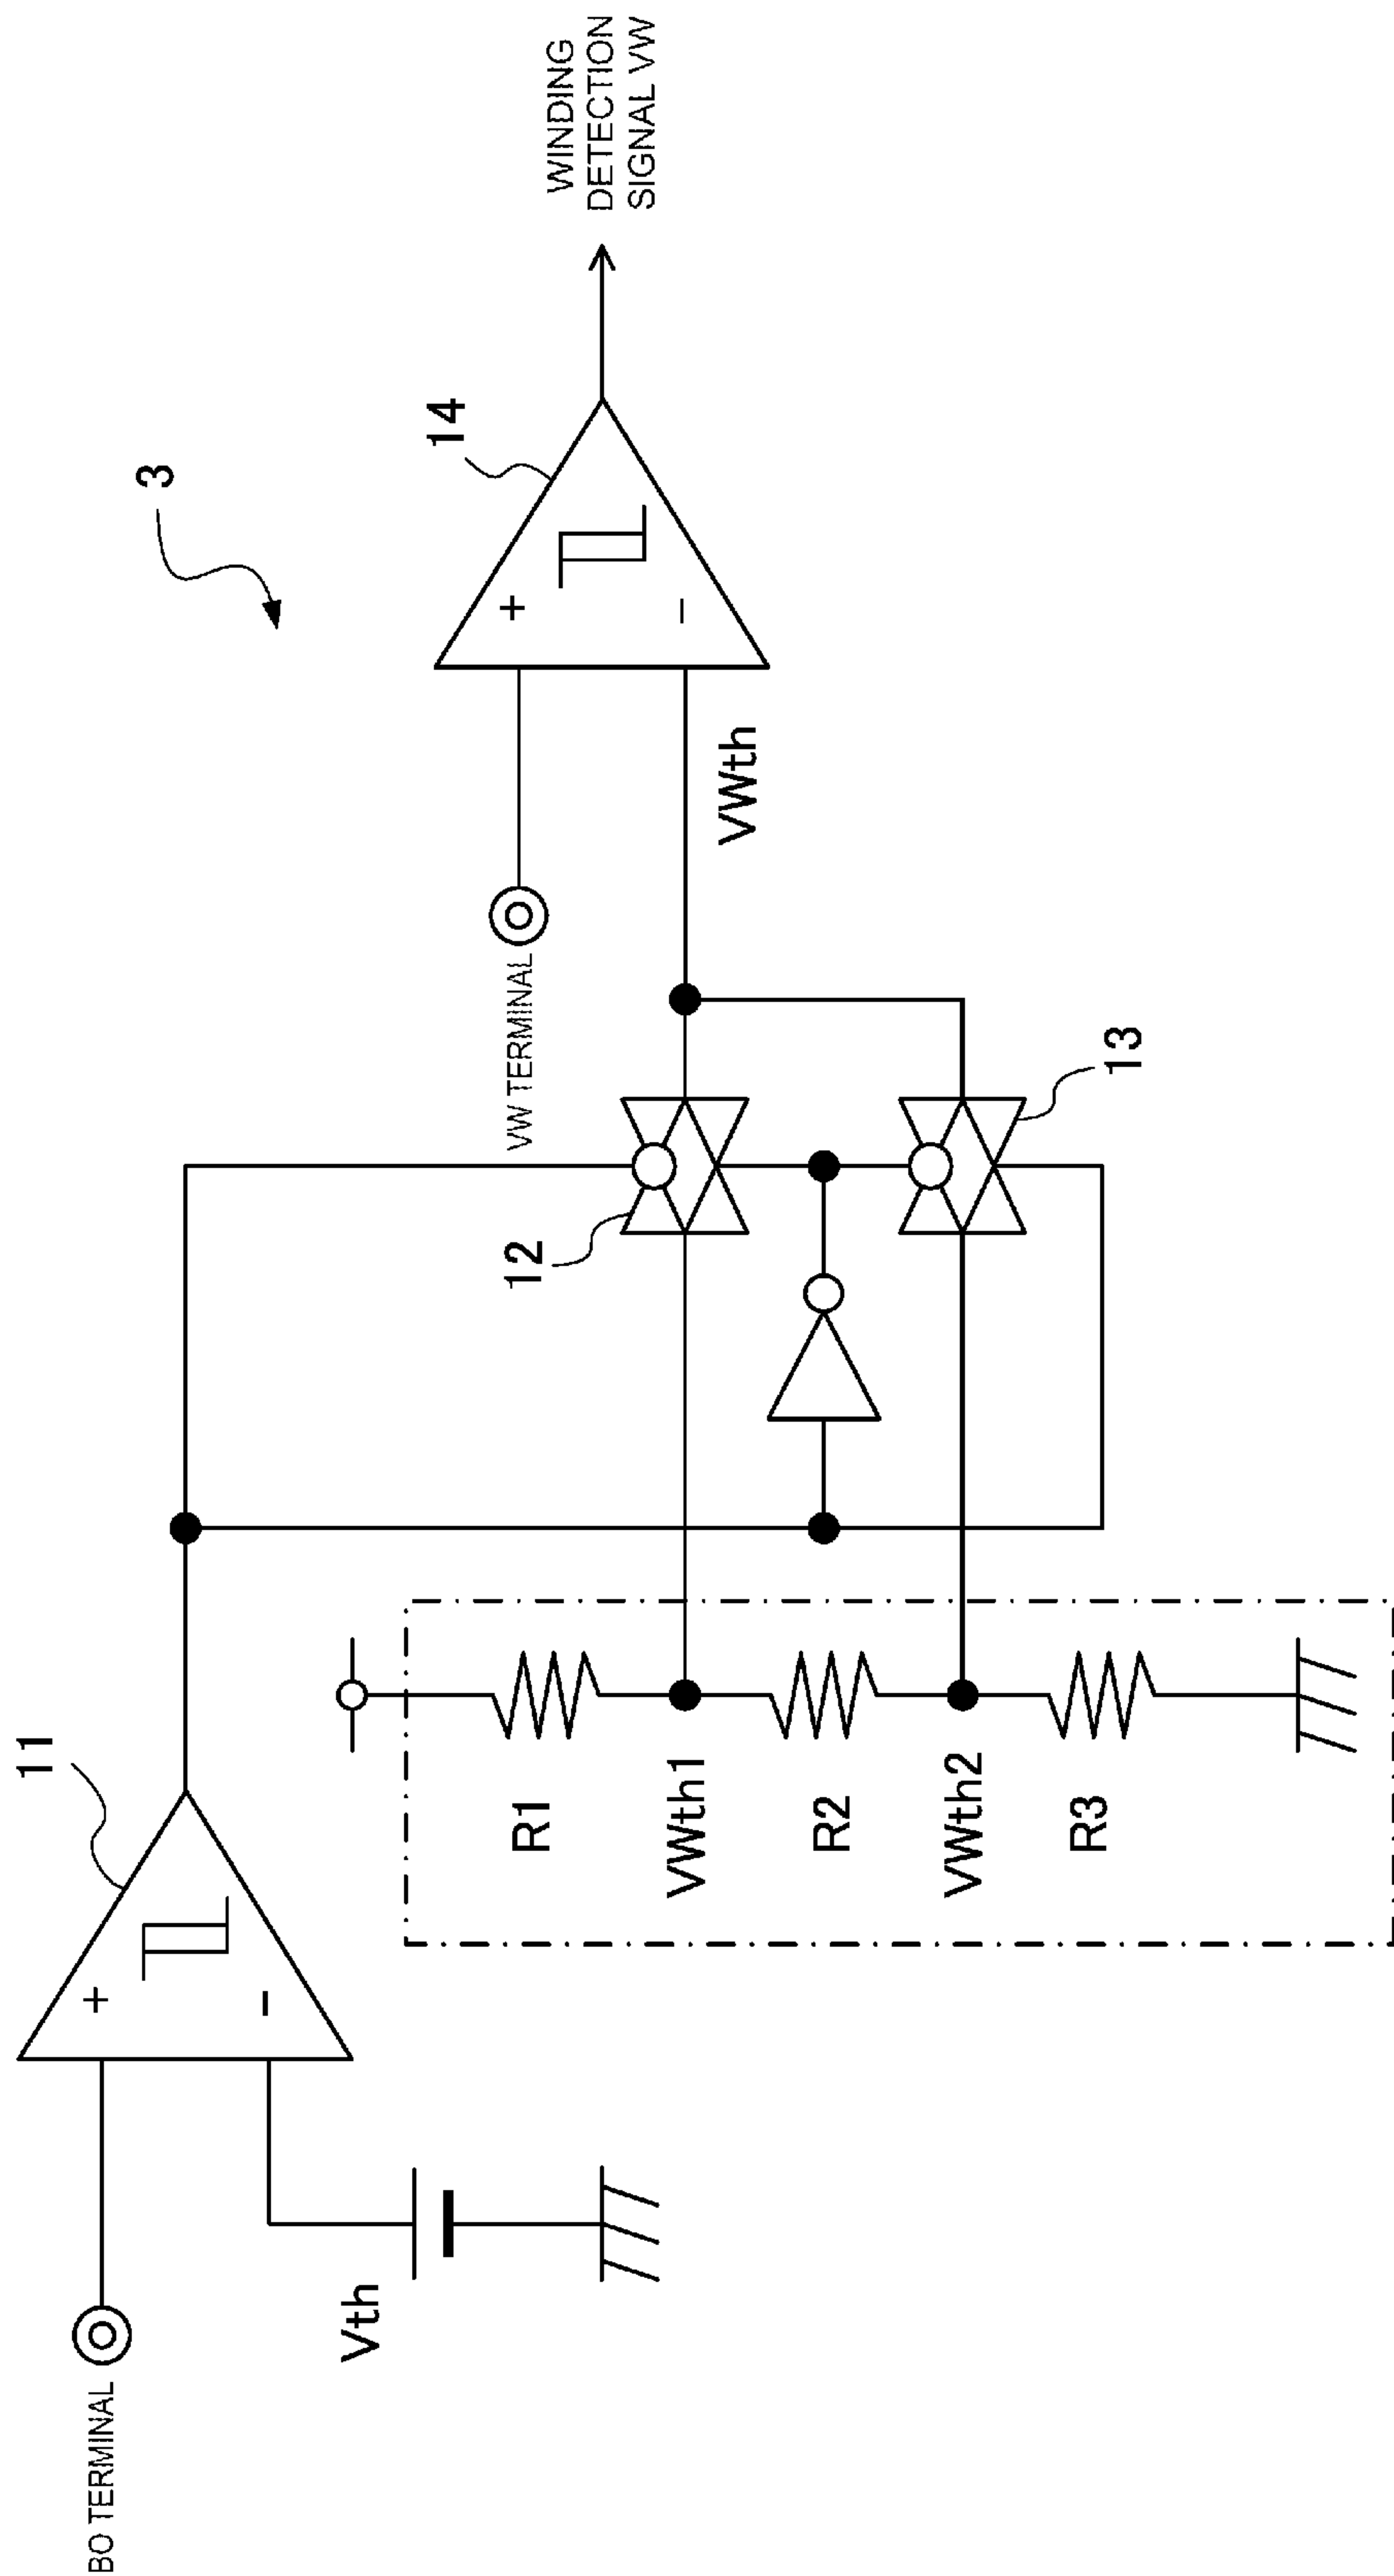 3
11
BO TERMINAL
+
−
Vth
R1
VWth1
R2
VWth2
R3
12
13
VW TERMINAL
VWth
14
+
−
WINDING
DETECTION
SIGNAL VW